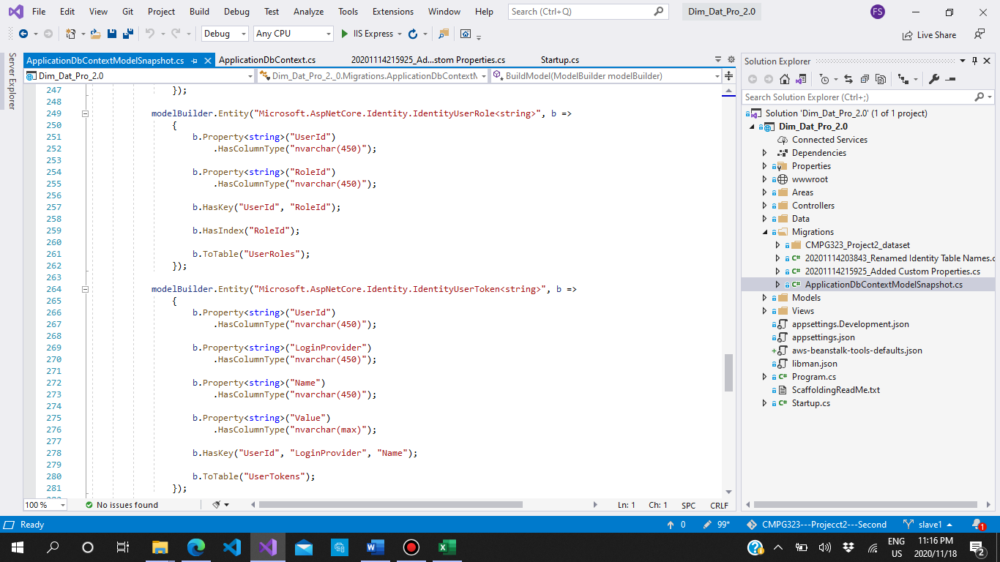 File Edit View Git Project Build Debug Test Analyze Tools Extensions Window Help Search (Ctrl+Q) Dim_Dat_Pro_2.0 FS
Debug Any CPU IIS Express Live Share
Server Explorer
ApplicationDbContextModelSnapshot.cs ApplicationDbContext.cs 20201114215925_Ad...stom Properties.cs Startup.cs
Dim_Dat_Pro_2.0 Dim_Dat_Pro_2._0.Migrations.ApplicationDbContextM BuildModel(ModelBuilder modelBuilder)
247 });
248
249 modelBuilder.Entity("Microsoft.AspNetCore.Identity.IdentityUserRole<string>", b =>
250 {
251 b.Property<string>("UserId")
252 .HasColumnType("nvarchar(450)");
253
254 b.Property<string>("RoleId")
255 .HasColumnType("nvarchar(450)");
256
257 b.HasKey("UserId", "RoleId");
258
259 b.HasIndex("RoleId");
260
261 b.ToTable("UserRoles");
262 });
263
264 modelBuilder.Entity("Microsoft.AspNetCore.Identity.IdentityUserToken<string>", b =>
265 {
266 b.Property<string>("UserId")
267 .HasColumnType("nvarchar(450)");
268
269 b.Property<string>("LoginProvider")
270 .HasColumnType("nvarchar(450)");
271
272 b.Property<string>("Name")
273 .HasColumnType("nvarchar(450)");
274
275 b.Property<string>("Value")
276 .HasColumnType("nvarchar(max)");
277
278 b.HasKey("UserId", "LoginProvider", "Name");
279
280 b.ToTable("UserTokens");
281 });
100 % No issues found Ln: 1 Ch: 1 SPC CRLF
Solution Explorer
Search Solution Explorer (Ctrl+;)
Solution 'Dim_Dat_Pro_2.0' (1 of 1 project)
Dim_Dat_Pro_2.0
Connected Services
Dependencies
Properties
wwwroot
Areas
Controllers
Data
Migrations
CMPG323_Project2_dataset
C# 20201114203843_Renamed Identity Table Names.c
C# 20201114215925_Added Custom Properties.cs
C# ApplicationDbContextModelSnapshot.cs
Models
Views
appsettings.Development.json
appsettings.json
aws-beanstalk-tools-defaults.json
libman.json
C# Program.cs
ScaffoldingReadMe.txt
C# Startup.cs
Ready 0 99* CMPG323---Projecct2---Second slave1 1
ENG
US
11:16 PM
2020/11/18
2